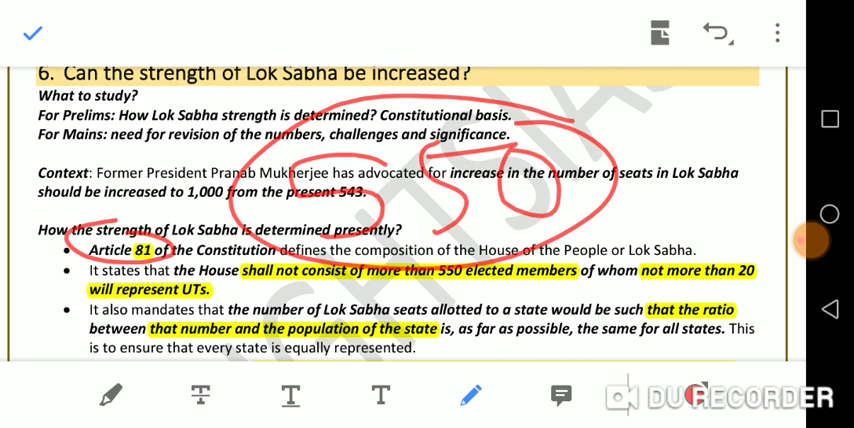 6. Can the strength of Lok Sabha be increased?
What to study?
For Prelims: How Lok Sabha strength is determined? Constitutional basis.
For Mains: need for revision of the numbers, challenges and significance.
Context: Former President Pranab Mukherjee has advocated for increase in the number of seats in Lok Sabha
should be increased to 1,000 from the present 543.
550
How the strength of Lok Sabha is determined presently?
• Article 81 of the Constitution defines the composition of the House of the People or Lok Sabha.
• It states that the House shall not consist of more than 550 elected members of whom not more than 20
will represent UTs.
• It also mandates that the number of Lok Sabha seats allotted to a state would be such that the ratio
between that number and the population of the state is, as far as possible, the same for all states. This
is to ensure that every state is equally represented.
T T T
DU RECORDER